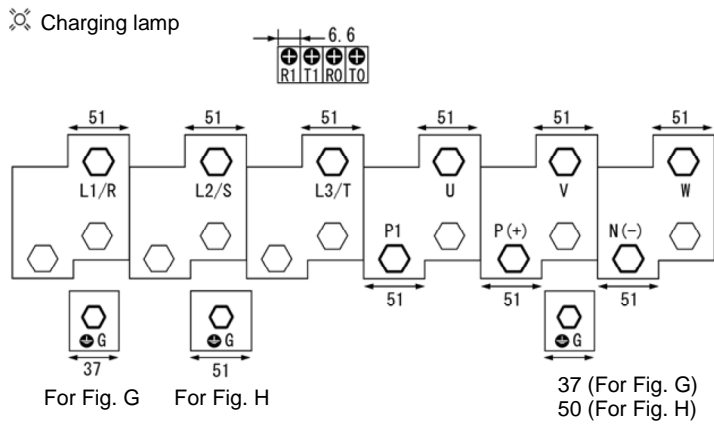 Charging lamp
6.6
R1 T1 R0 T0
51 51 51 51 51 51
L1/R L2/S L3/T U V W
P1 P(+) N(-)
51 51 51
G G G
37 51
For Fig. G For Fig. H
37 (For Fig. G)
50 (For Fig. H)